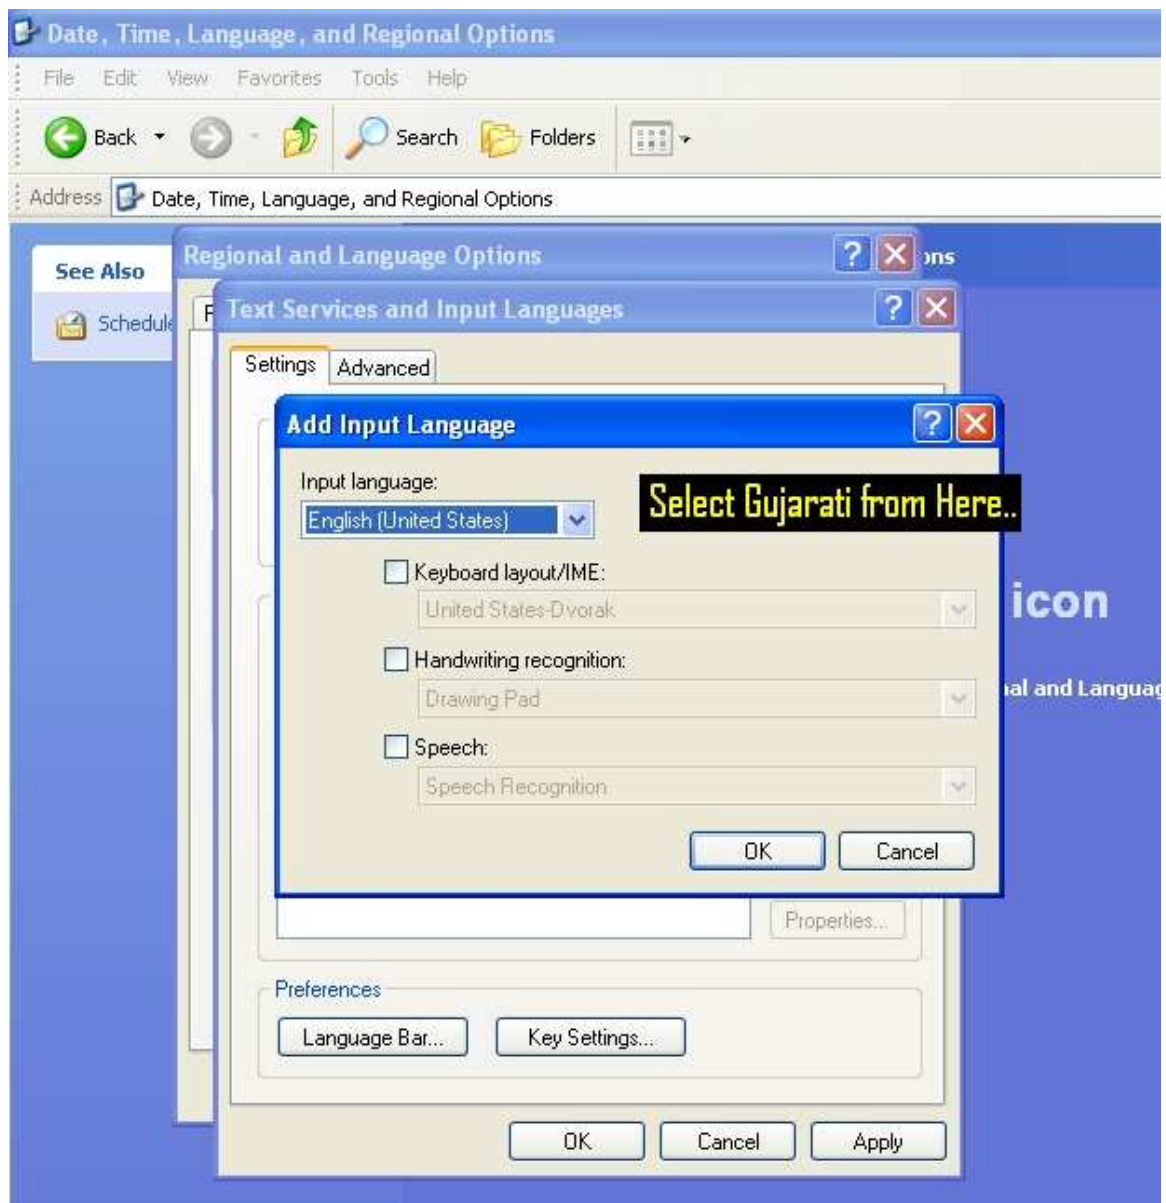 Date, Time, Language, and Regional Options
File Edit View Favorites Tools Help
Back Search Folders
Address Date, Time, Language, and Regional Options
See Also
Schedule
Regional and Language Options
Text Services and Input Languages
Settings Advanced
Add Input Language
Input language:
English (United States)
Select Gujarati from Here..
Keyboard layout/IME:
United States-Dvorak
icon
Handwriting recognition:
Drawing Pad
and Languag
Speech:
Speech Recognition
OK Cancel
Properties...
Preferences
Language Bar... Key Settings...
OK Cancel Apply